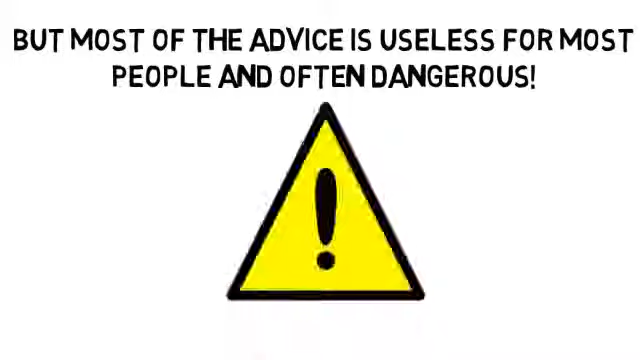 BUT MOST OF THE ADVICE IS USELESS FOR MOST
PEOPLE AND OFTEN DANGEROUS!
!